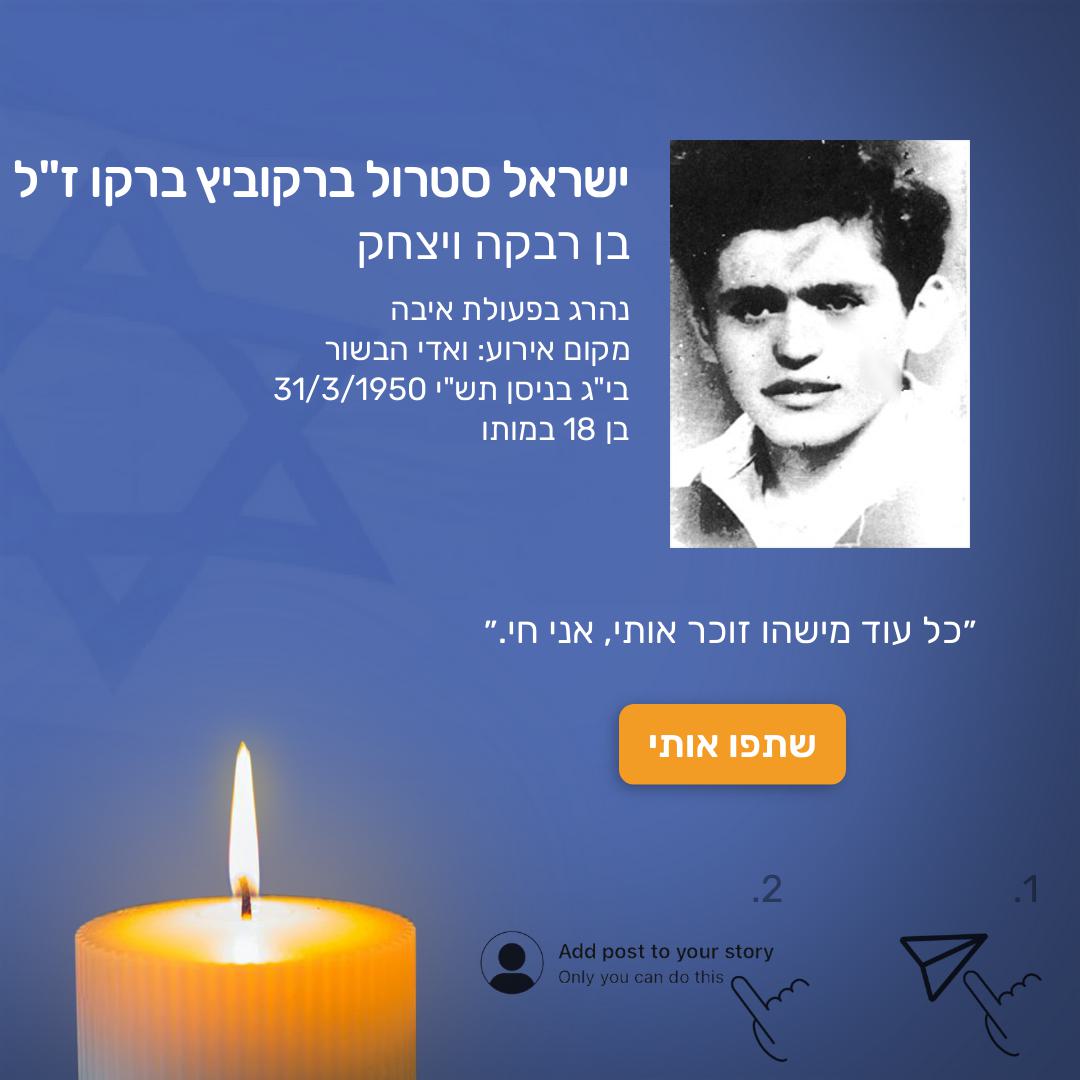 ישראל סטרול ברקוביץ ברקו ז"ל
בן רבקה ויצחק
נהרג בפעולת איבה
מקום אירוע: ואדי הבשור
בי"ג בניסן תש"י 31/3/1950
בן 18 במותו
״כל עוד מישהו זוכר אותי, אני חי.״
שתפו אותי
1.
2.
Add post to your story
Only you can do this